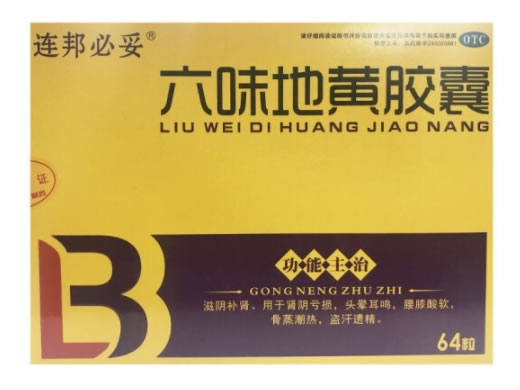 连邦必妥®
OTC
六味地黄胶囊
LIU WEI DI HUANG JIAO NANG
证
LB
功能主治
GONG NENG ZHU ZHI
滋阴补肾。用于肾阴亏损,头晕耳鸣,腰膝酸软,
骨蒸潮热,盗汗遗精。
64粒